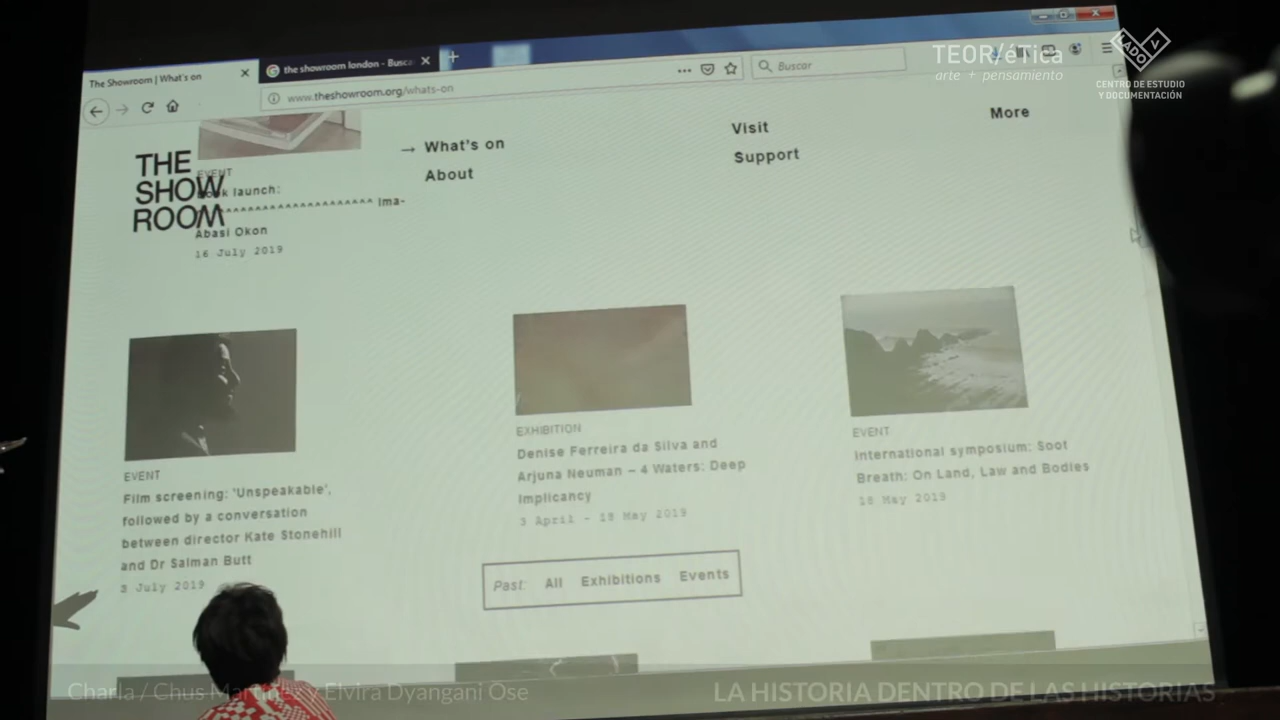 The Showroom | What's on
the showroom london - Busca
www.theshowroom.org/whats-on
Buscar
TEOR/éTica
arte + pensamiento
CENTRO DE ESTUDIO
Y DOCUMENTACIÓN
THE
SHOW
ROOM
→ What's on
About
Visit
Support
More
EVENT
Book launch:
^^^^^^^^^^^^^^^^^^^^ Ima-
Abasi Okon
16 July 2019
EVENT
Film screening: 'Unspeakable',
followed by a conversation
between director Kate Stonehill
and Dr Salman Butt
3 July 2019
EXHIBITION
Denise Ferreira da Silva and
Arjuna Neuman – 4 Waters: Deep
Implicancy
3 April – 18 May 2019
EVENT
International symposium: Soot
Breath: On Land, Law and Bodies
18 May 2019
Past: All Exhibitions Events
Charla / Chus Martínez y Elvira Dyangani Ose
LA HISTORIA DENTRO DE LAS HISTORIAS